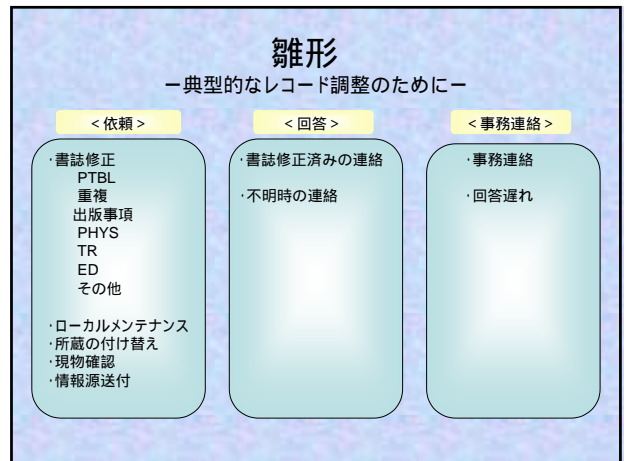 雛形
ー典型的なレコード調整のためにー
＜依頼＞
・書誌修正
PTBL
重複
出版事項
PHYS
TR
ED
その他
・ローカルメンテナンス
・所蔵の付け替え
・現物確認
・情報源送付
＜回答＞
・書誌修正済みの連絡
・不明時の連絡
＜事務連絡＞
・事務連絡
・回答遅れ